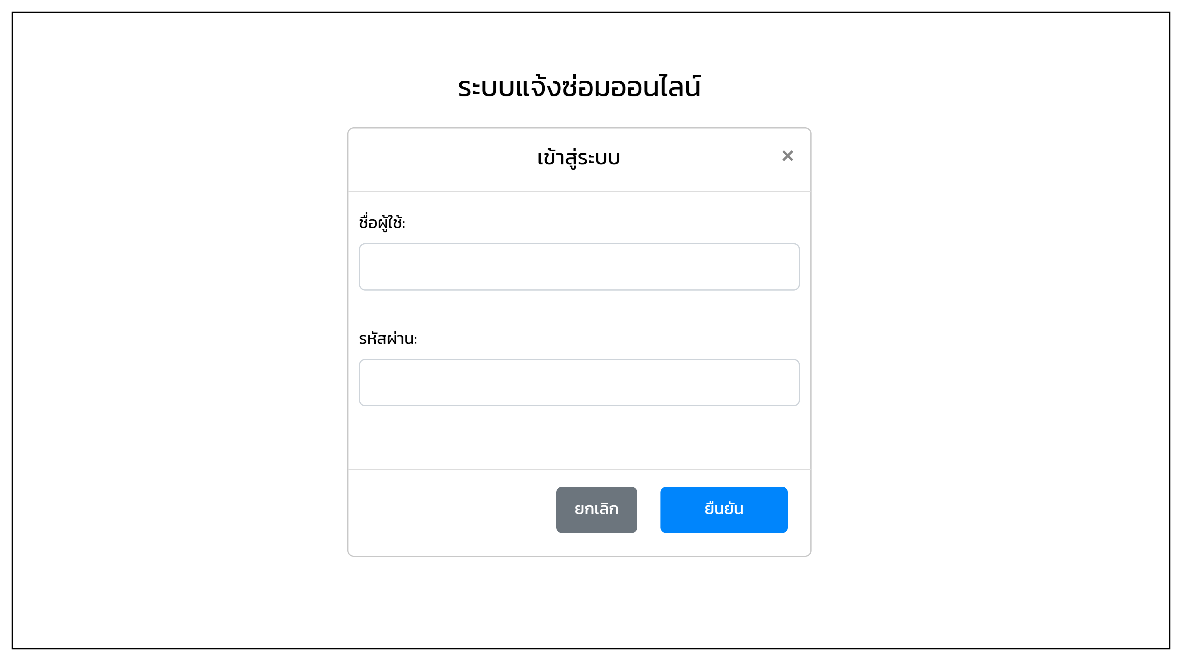 ระบบแจ้งซ่อมออนไลน์
เข้าสู่ระบบ ×
ชื่อผู้ใช้:
รหัสผ่าน:
ยกเลิก ยืนยัน